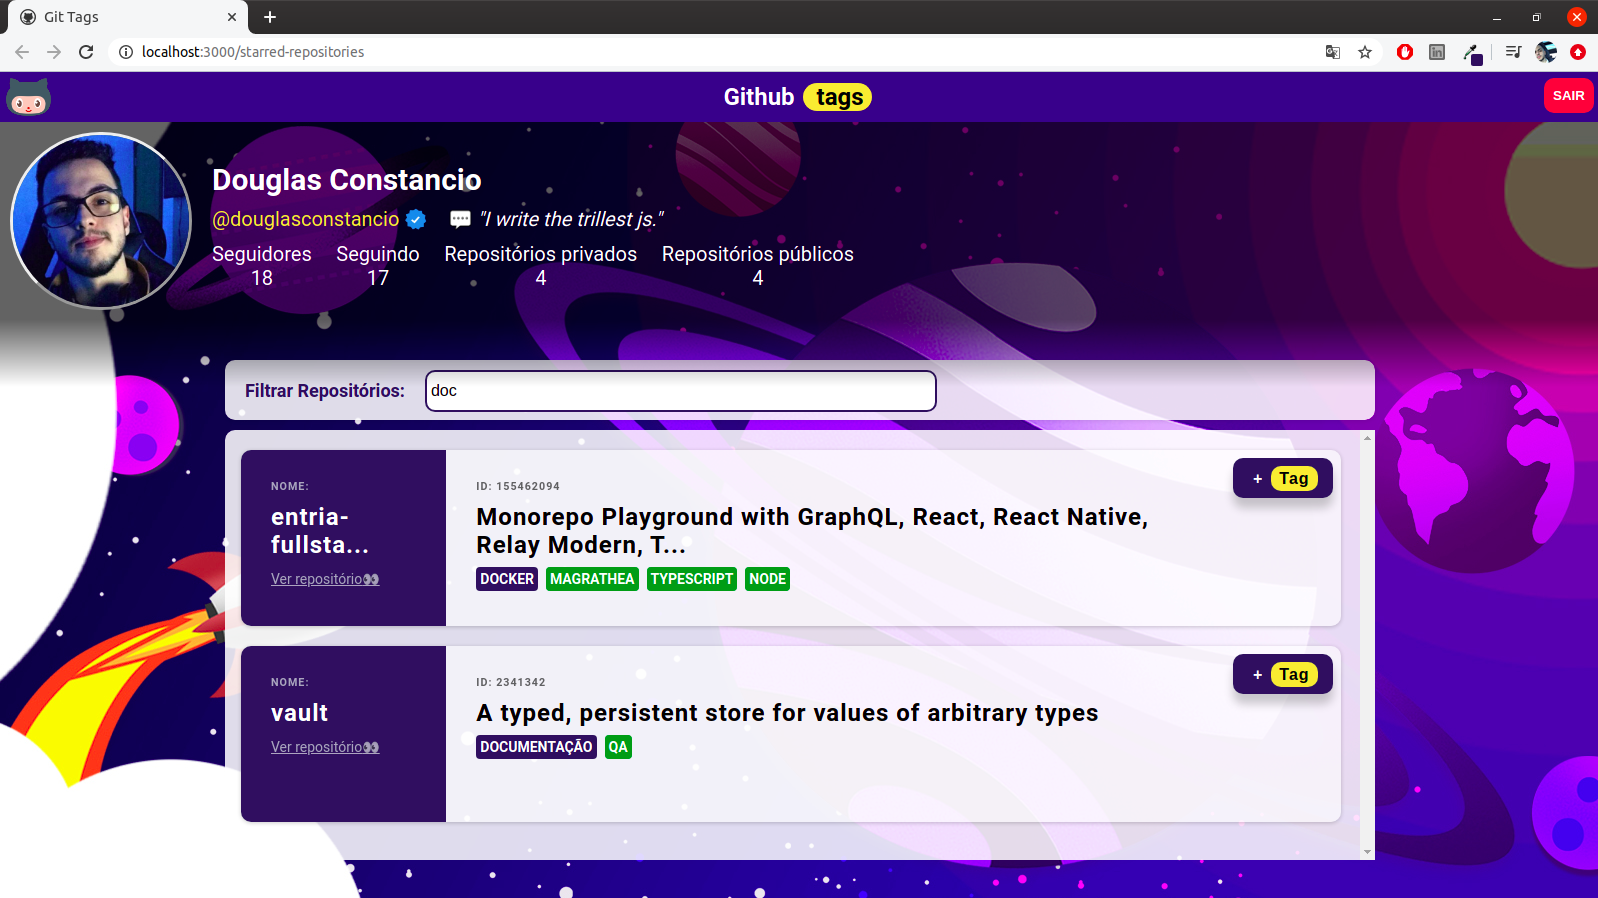 Git Tags
localhost:3000/starred-repositories
Github tags
SAIR
Douglas Constancio
@douglasconstancio "I write the trillest js."
Seguidores Seguindo Repositórios privados Repositórios públicos
18 17 4 4
Filtrar Repositórios: doc
NOME:
entria-
fullsta...
Ver repositório👀
ID: 155462094
Monorepo Playground with GraphQL, React, React Native,
Relay Modern, T...
DOCKER MAGRATHEA TYPESCRIPT NODE
+ Tag
NOME:
vault
Ver repositório👀
ID: 2341342
A typed, persistent store for values of arbitrary types
DOCUMENTAÇÃO QA
+ Tag